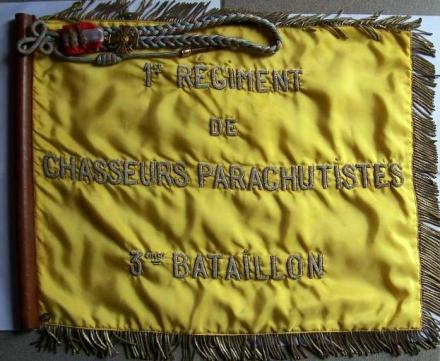 1er RÉGIMENT
DE
CHASSEURS PARACHUTISTES
3ème BATAILLON